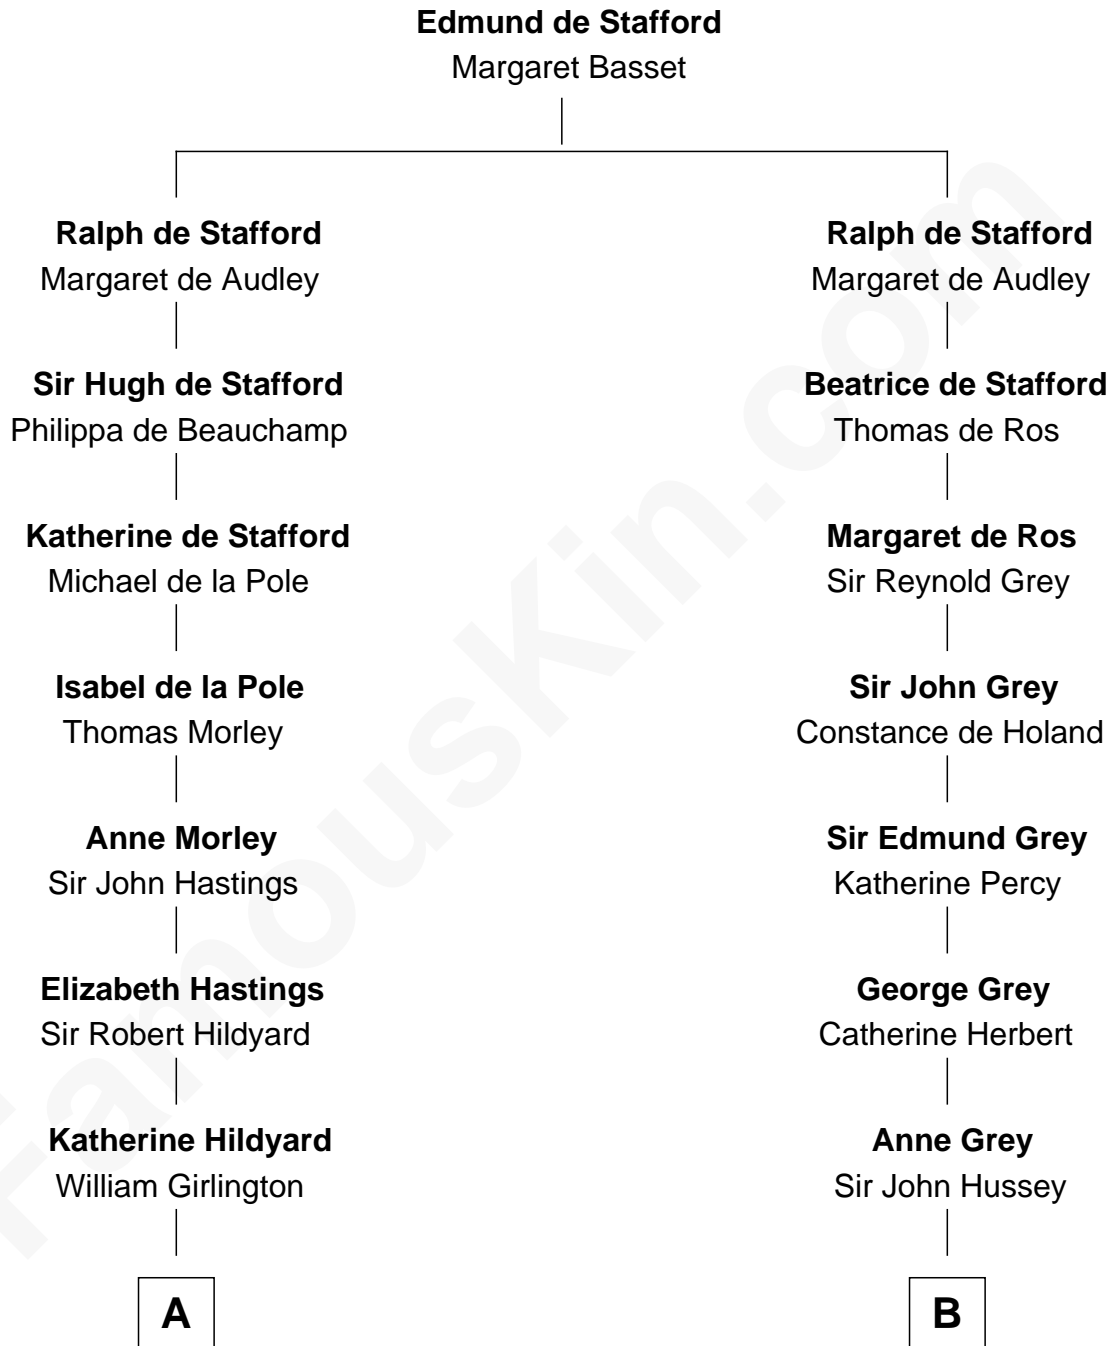 Edmund de Stafford
Margaret Basset
Ralph de Stafford
Margaret de Audley
Ralph de Stafford
Margaret de Audley
Sir Hugh de Stafford
Philippa de Beauchamp
Beatrice de Stafford
Thomas de Ros
Katherine de Stafford
Michael de la Pole
Margaret de Ros
Sir Reynold Grey
Isabel de la Pole
Thomas Morley
Sir John Grey
Constance de Holand
Anne Morley
Sir John Hastings
Sir Edmund Grey
Katherine Percy
Elizabeth Hastings
Sir Robert Hildyard
George Grey
Catherine Herbert
Katherine Hildyard
William Girlington
Anne Grey
Sir John Hussey
A
B
FamousKin.com